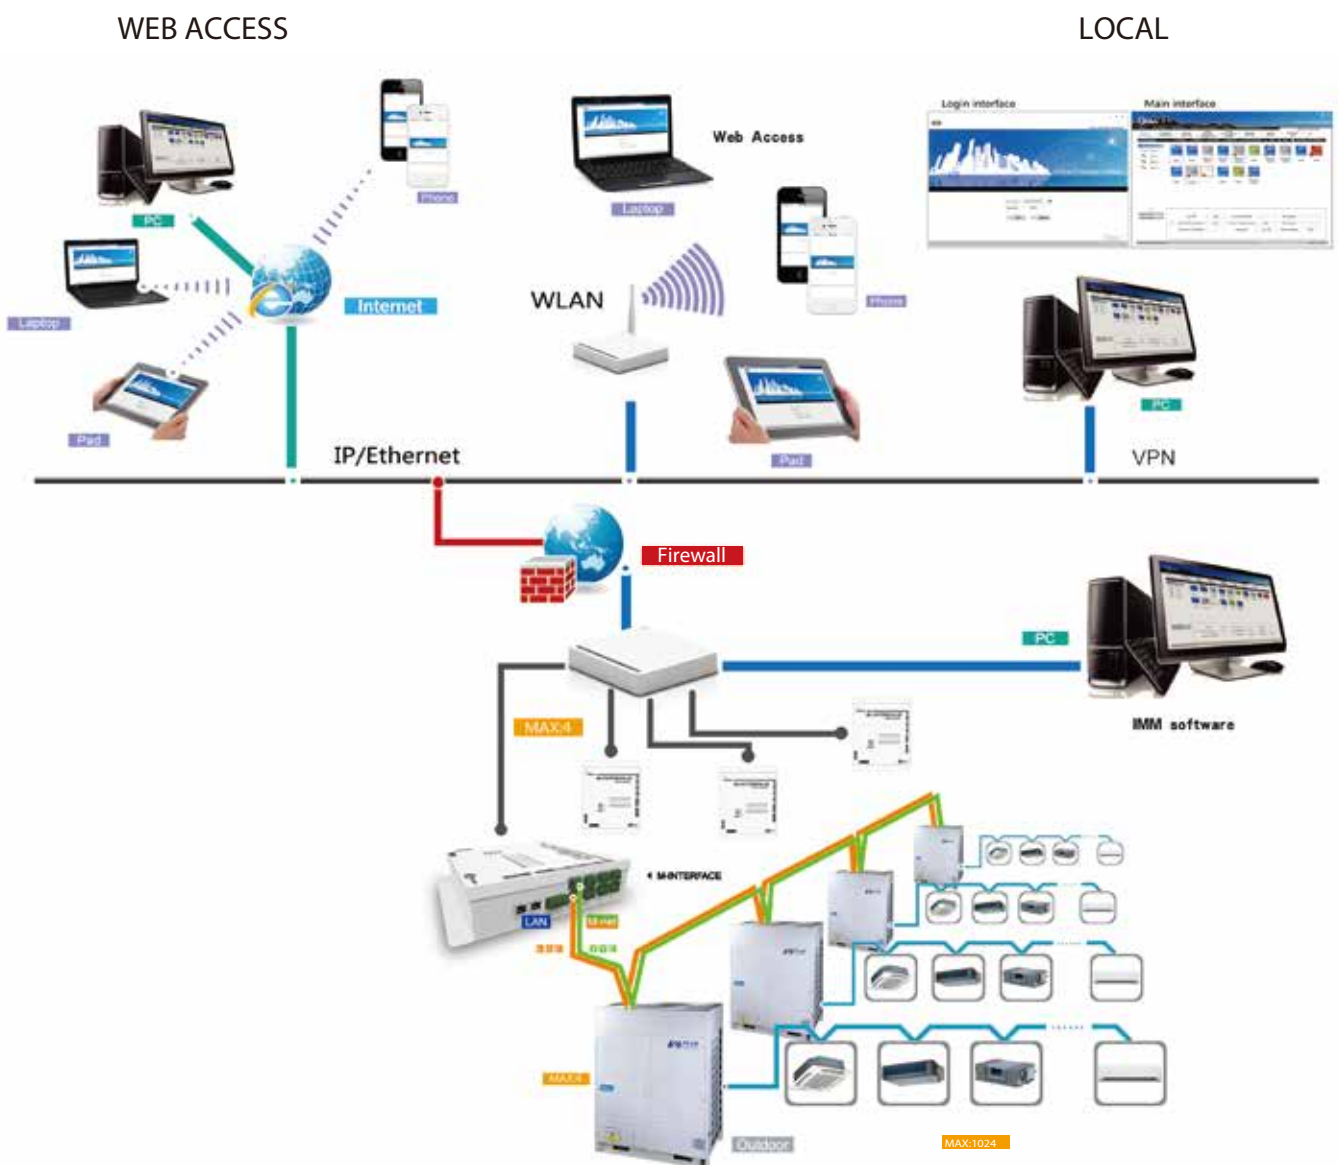 WEB ACCESS
LOCAL
Login interface
Main interface
Web Access
PC
Phone
Laptop
Phone
Laptop
Internet
WLAN
Pad
PC
Pad
IP/Ethernet
VPN
Firewall
PC
MAX:4
IMM software
M-INTERFACE
LAN
M-net
MAX:4
Outdoor
MAX:1024